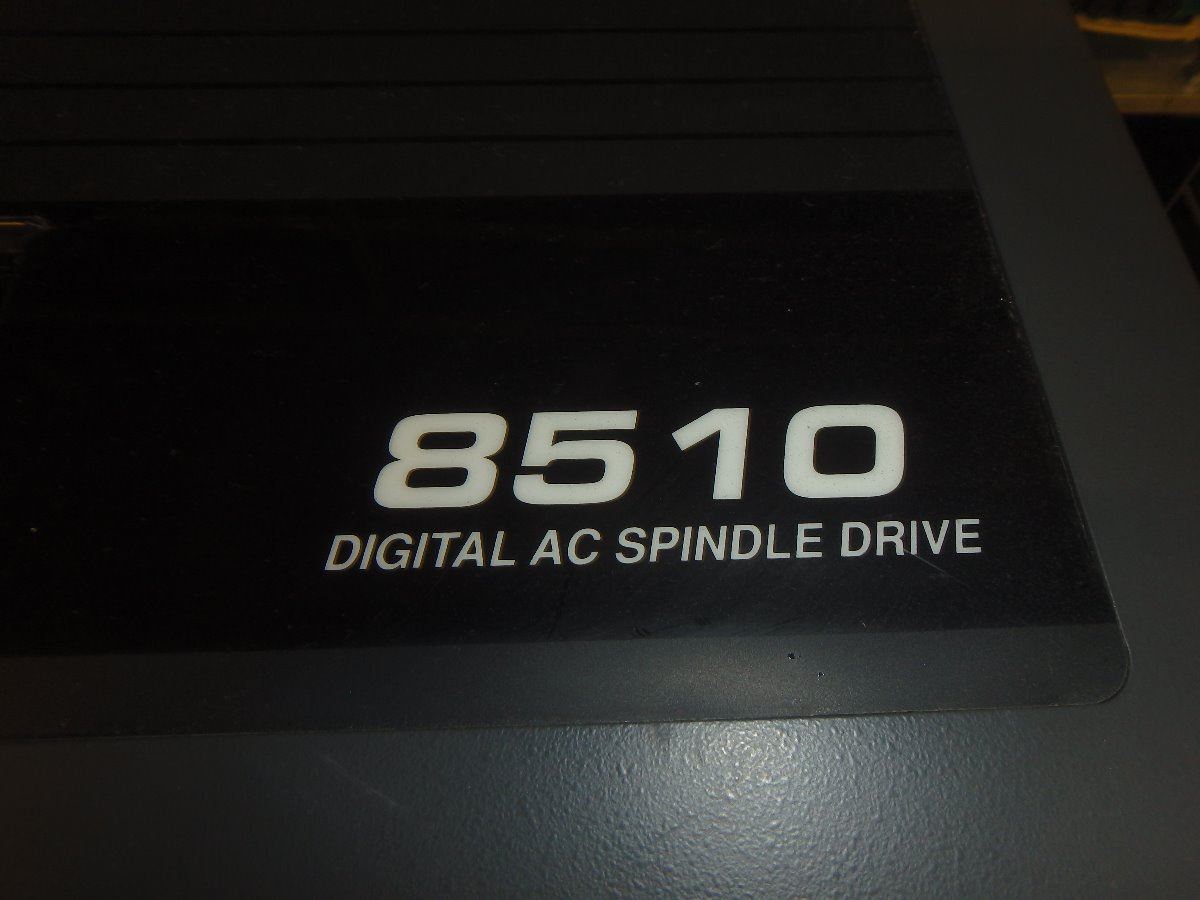 8510
DIGITAL AC SPINDLE DRIVE